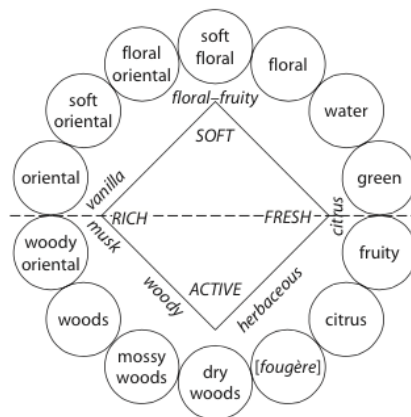 soft
floral
floral
oriental
floral
soft
oriental
water
floral–fruity
SOFT
oriental
vanilla
green
RICH
FRESH
citrus
musk
woody
oriental
fruity
woody
ACTIVE
herbaceous
woods
citrus
mossy
woods
dry
woods
[fougère]